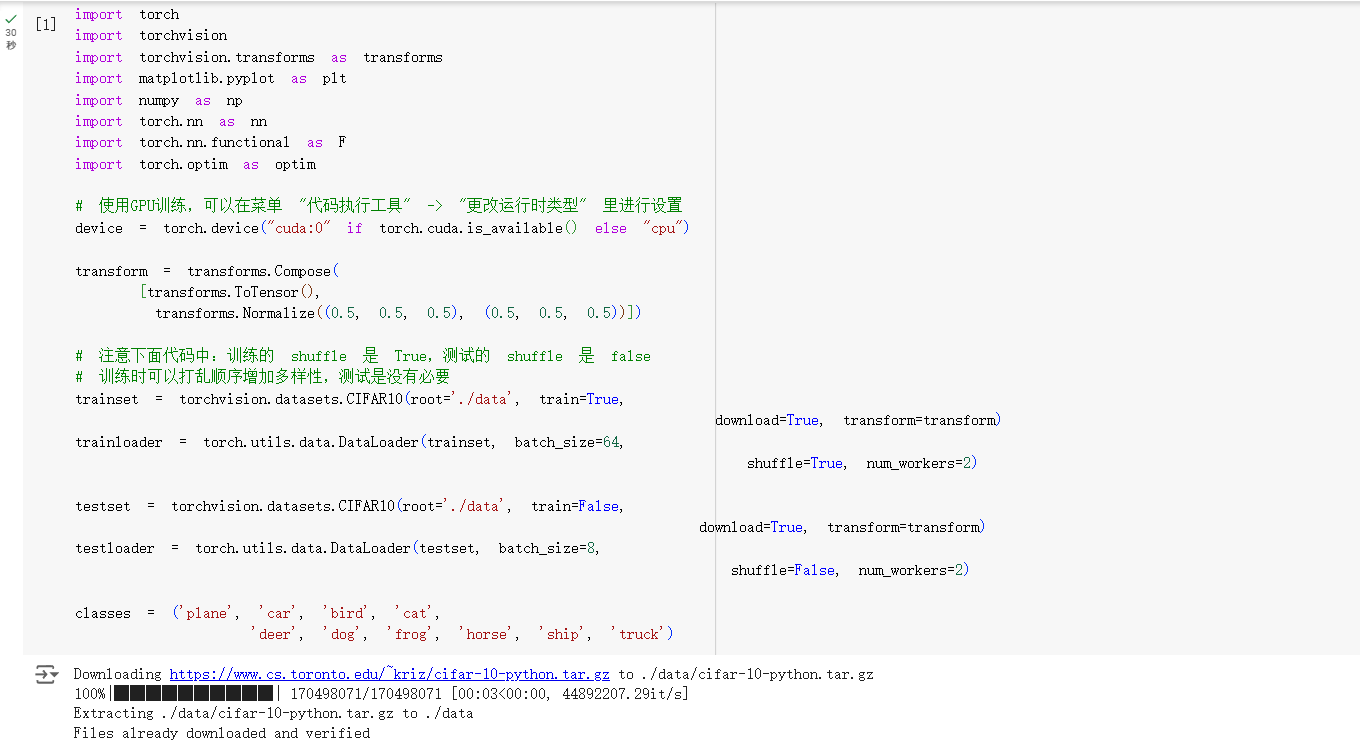 [1]
30
秒
import torch
import torchvision
import torchvision.transforms as transforms
import matplotlib.pyplot as plt
import numpy as np
import torch.nn as nn
import torch.nn.functional as F
import torch.optim as optim
# 使用GPU训练，可以在菜单 "代码执行工具" -> "更改运行时类型" 里进行设置
device = torch.device("cuda:0" if torch.cuda.is_available() else "cpu")
transform = transforms.Compose(
[transforms.ToTensor(),
transforms.Normalize((0.5, 0.5, 0.5), (0.5, 0.5, 0.5))])
# 注意下面代码中：训练的 shuffle 是 True，测试的 shuffle 是 false
# 训练时可以打乱顺序增加多样性，测试是没有必要
trainset = torchvision.datasets.CIFAR10(root='./data', train=True,
download=True, transform=transform)
trainloader = torch.utils.data.DataLoader(trainset, batch_size=64,
shuffle=True, num_workers=2)
testset = torchvision.datasets.CIFAR10(root='./data', train=False,
download=True, transform=transform)
testloader = torch.utils.data.DataLoader(testset, batch_size=8,
shuffle=False, num_workers=2)
classes = ('plane', 'car', 'bird', 'cat',
'deer', 'dog', 'frog', 'horse', 'ship', 'truck')
Downloading https://www.cs.toronto.edu/~kriz/cifar-10-python.tar.gz to ./data/cifar-10-python.tar.gz
100%|██████████| 170498071/170498071 [00:03<00:00, 44892207.29it/s]
Extracting ./data/cifar-10-python.tar.gz to ./data
Files already downloaded and verified